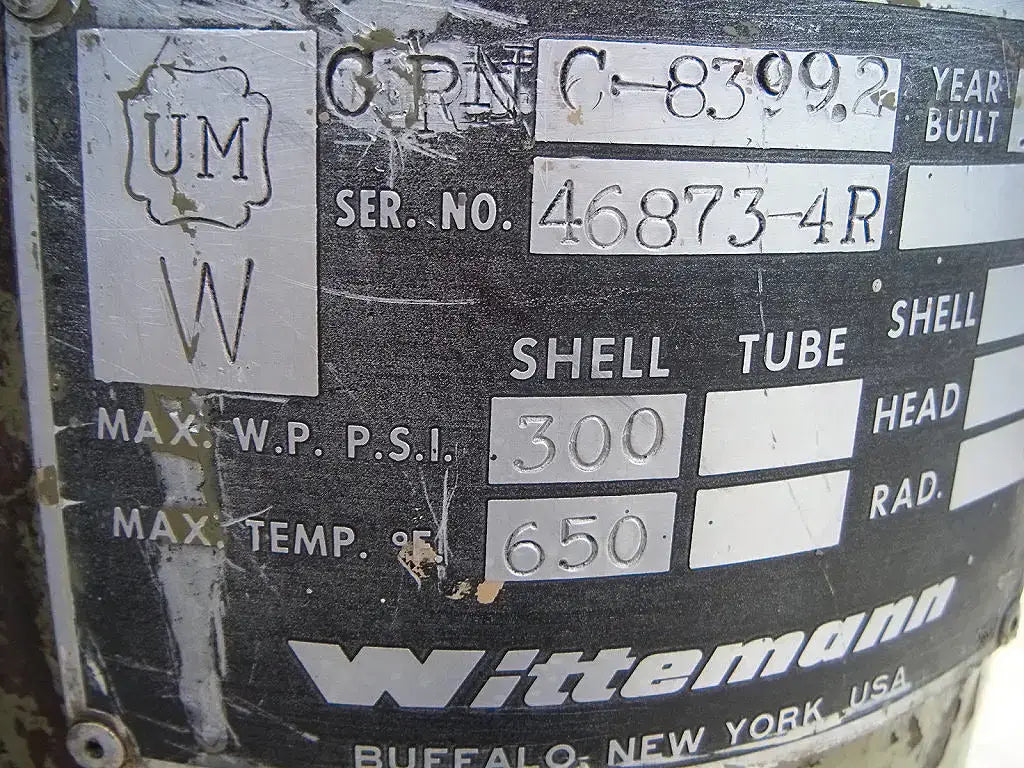 UM
W
CRN C-8399.2 YEAR BUILT
SER. NO. 46873-4R
SHELL TUBE SHELL
MAX. W.P. P.S.I. 300 HEAD
MAX. TEMP. °F. 650 RAD.
Wittemann
BUFFALO, NEW YORK USA